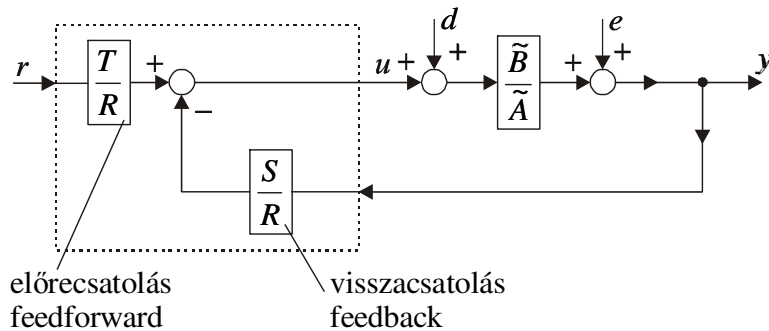 r
T
R
+
−
u +
d
+
B̃
Ã
+
e
+
y
S
R
előrecsatolás
feedforward
visszacsatolás
feedback